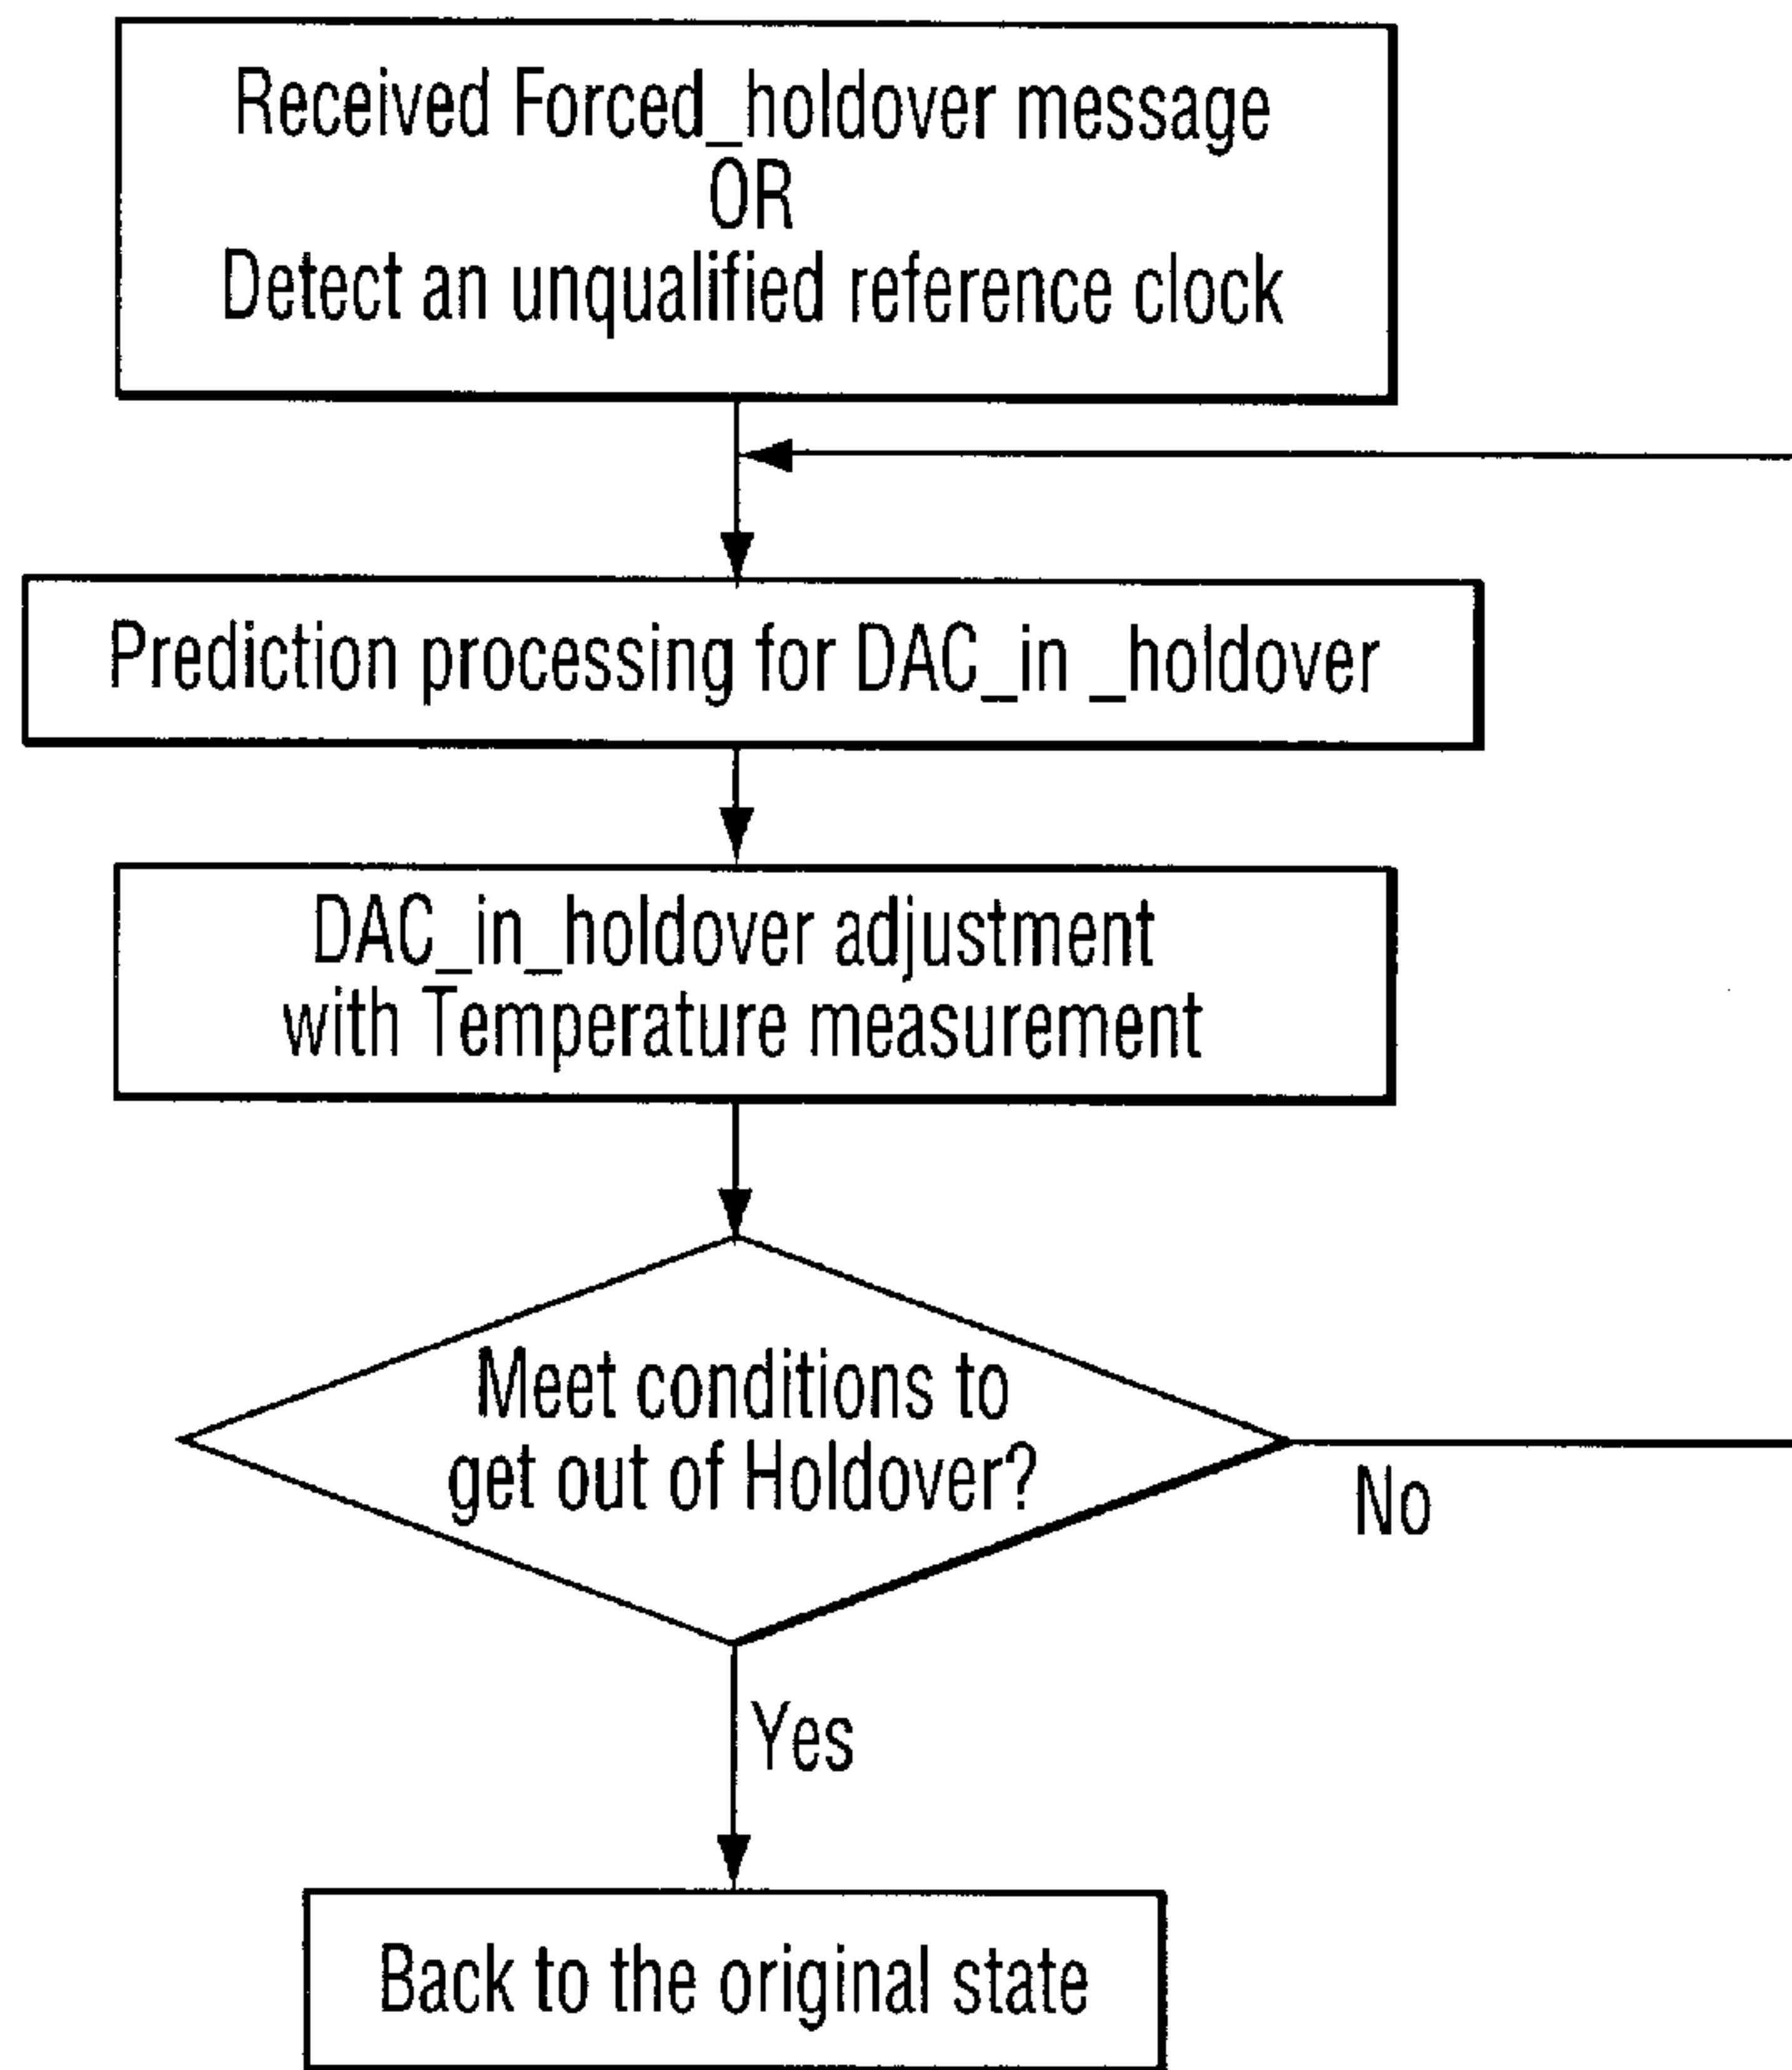 Received Forced_holdover message
OR
Detect an unqualified reference clock
Prediction processing for DAC_in _holdover
DAC_in_holdover adjustment
with Temperature measurement
Meet conditions to
get out of Holdover?
No
Yes
Back to the original state